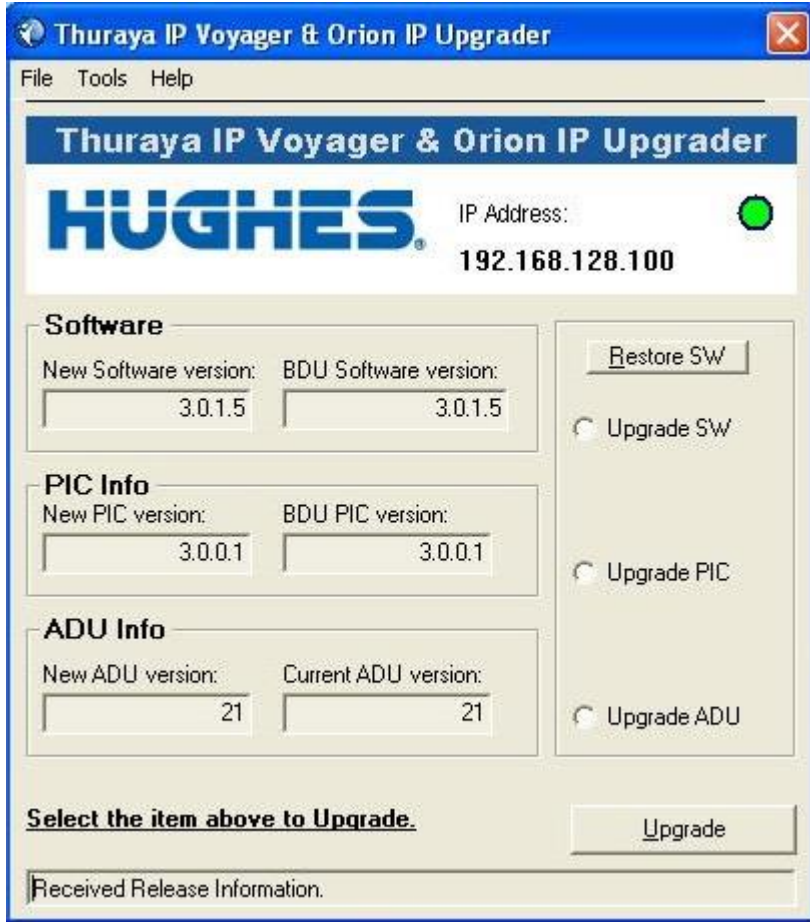 Thuraya IP Voyager & Orion IP Upgrader
File Tools Help
Thuraya IP Voyager & Orion IP Upgrader
HUGHES®
IP Address:
192.168.128.100
Software
New Software version: BDU Software version:
3.0.1.5 3.0.1.5
PIC Info
New PIC version: BDU PIC version:
3.0.0.1 3.0.0.1
ADU Info
New ADU version: Current ADU version:
21 21
Restore SW
Upgrade SW
Upgrade PIC
Upgrade ADU
Select the item above to Upgrade.
Upgrade
Received Release Information.